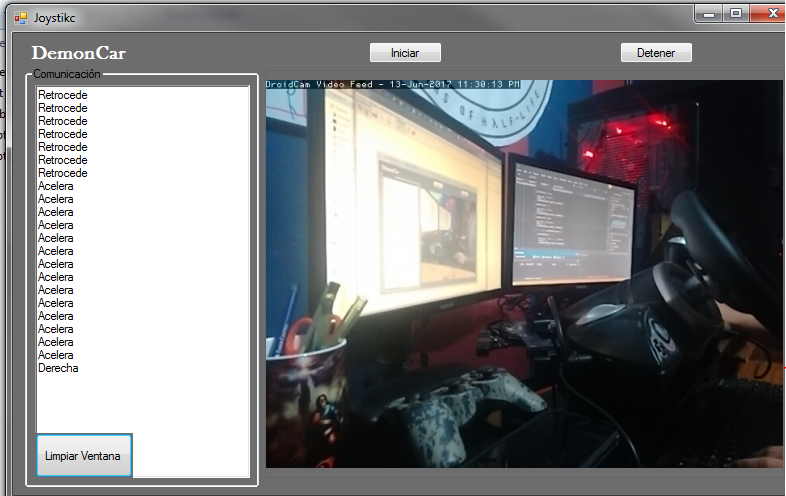 Joystikc
DemonCar
Iniciar
Detener
Comunicación
Retrocede
Retrocede
Retrocede
Retrocede
Retrocede
Retrocede
Retrocede
Acelera
Acelera
Acelera
Acelera
Acelera
Acelera
Acelera
Acelera
Acelera
Acelera
Acelera
Acelera
Acelera
Acelera
Derecha
Limpiar Ventana
DroidCam Video Feed - 13-Jun-2017 11:30:13 PM
OF HλLF-LIFE